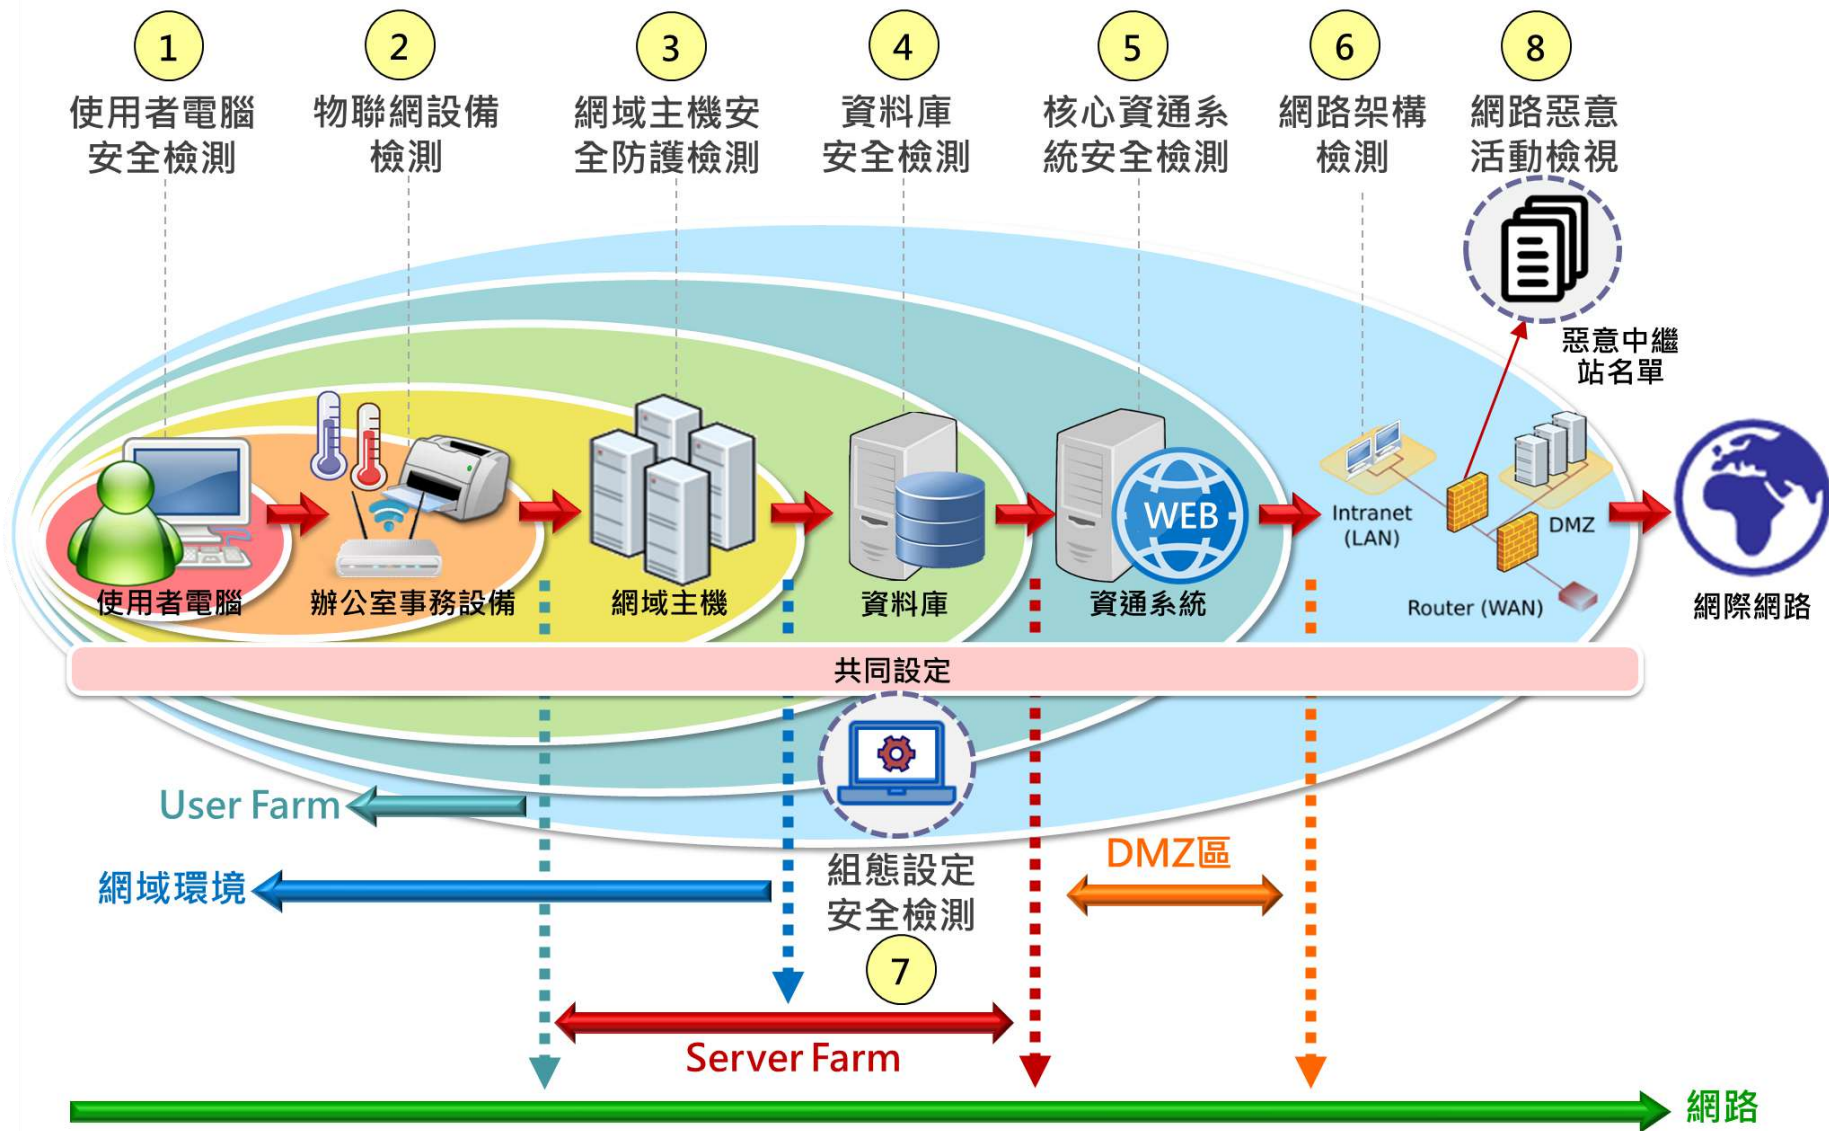 1
2
3
4
5
6
8
使用者電腦
安全檢測
物聯網設備
檢測
網域主機安
全防護檢測
資料庫
安全檢測
核心資通系
統安全檢測
網路架構
檢測
網路惡意
活動檢視
惡意中繼
站名單
WEB
Intranet
(LAN)
DMZ
Router (WAN)
使用者電腦
辦公室事務設備
網域主機
資料庫
資通系統
網際網路
共同設定
User Farm
網域環境
組態設定
安全檢測
7
DMZ區
Server Farm
網路